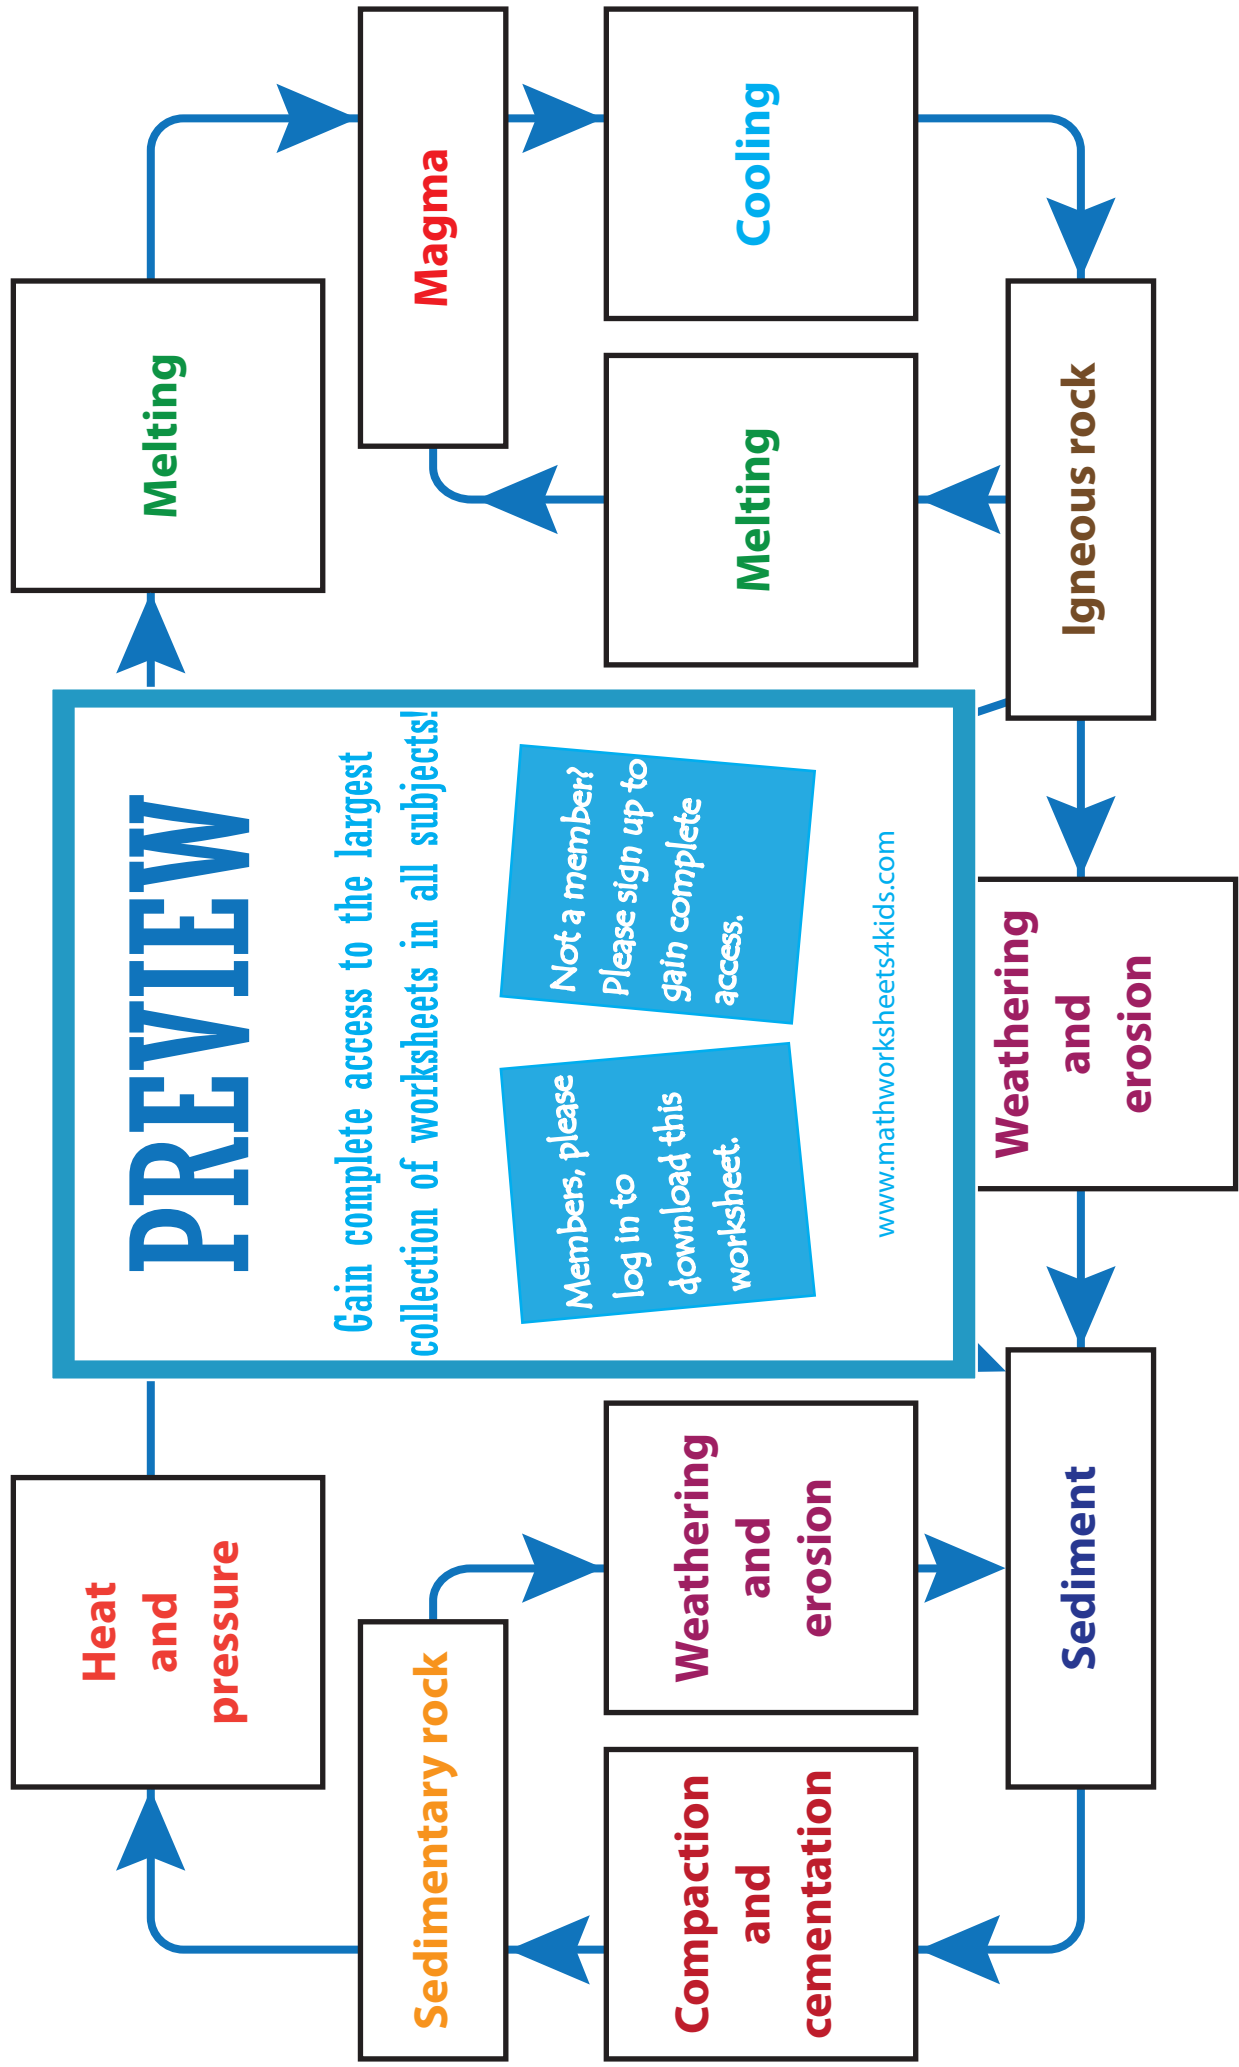 Heat
and
pressure
Melting
PREVIEW
Gain complete access to the largest
collection of worksheets in all subjects!
Members, please
log in to
download this
worksheet.
Not a member?
Please sign up to
gain complete
access.
www.mathworksheets4kids.com
Sedimentary rock
Magma
Compaction
and
cementation
Weathering
and
erosion
Melting
Cooling
Sediment
Weathering
and
erosion
Igneous rock